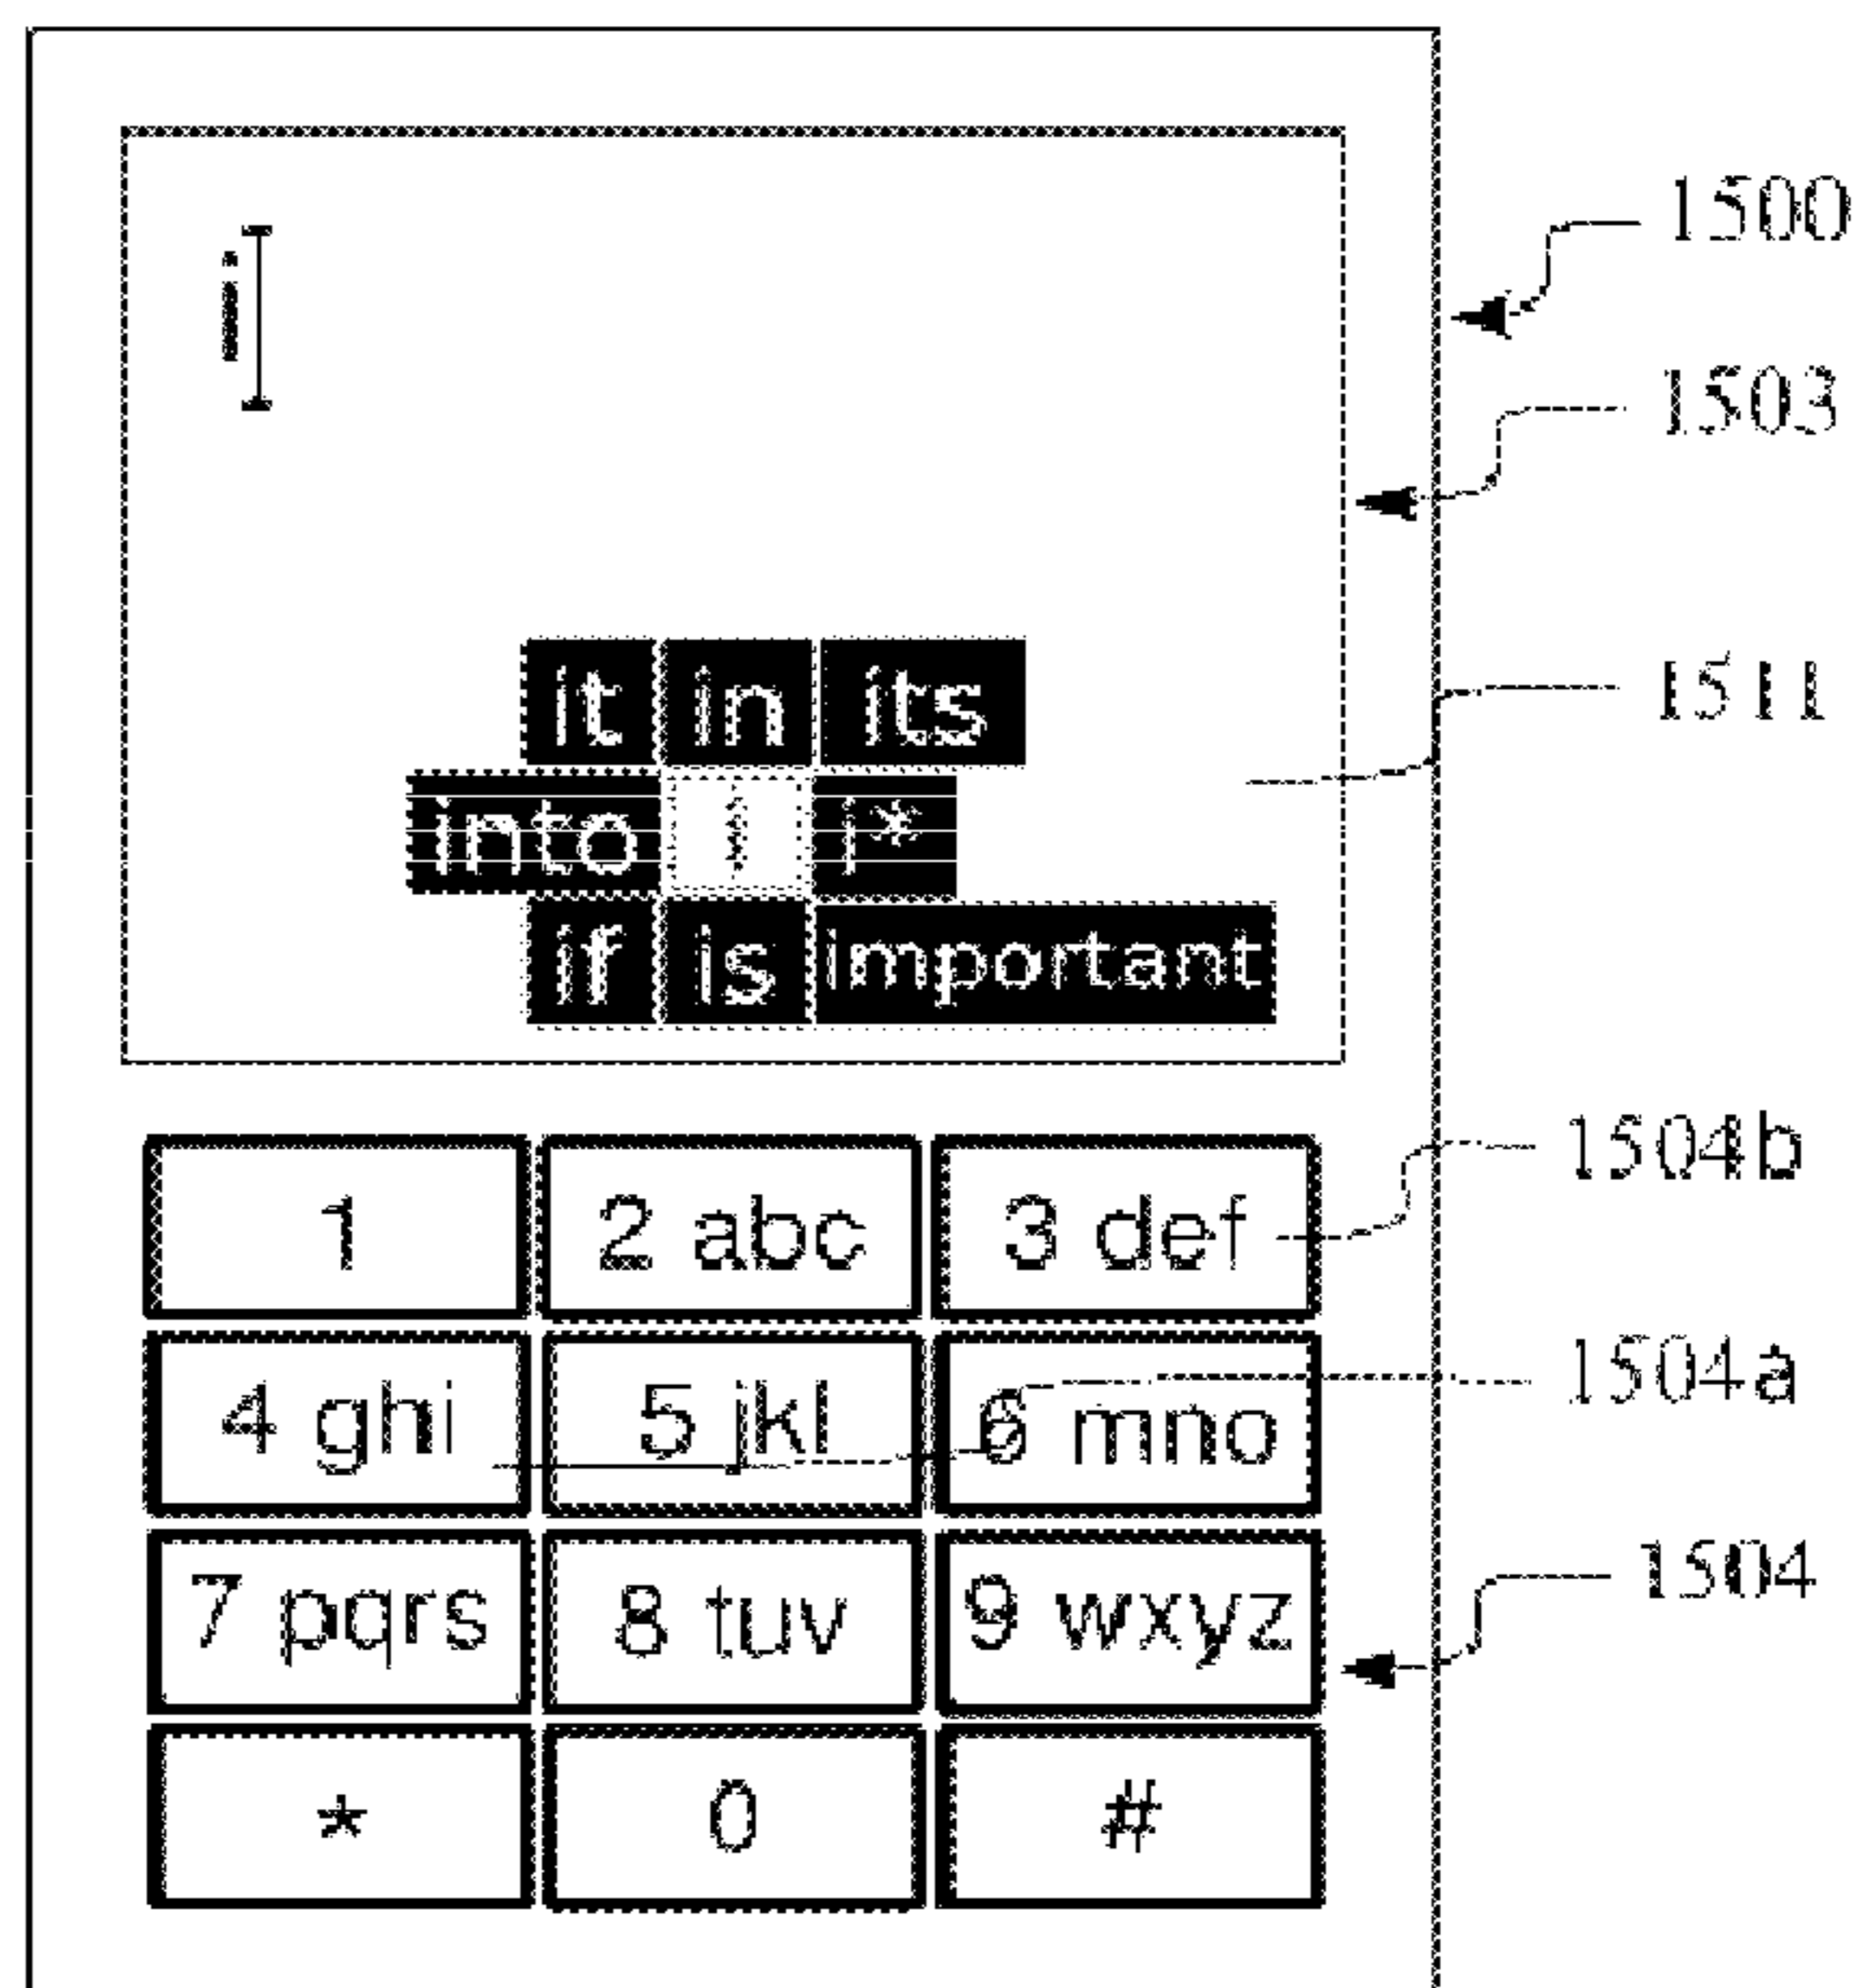 i
1500
1503
it in its
1511
into i i*
if is important
1504b
1 2 abc 3 def
1504a
4 ghi 5 jkl 6 mno
1504
7 pqrs 8 tuv 9 wxyz
* 0 #